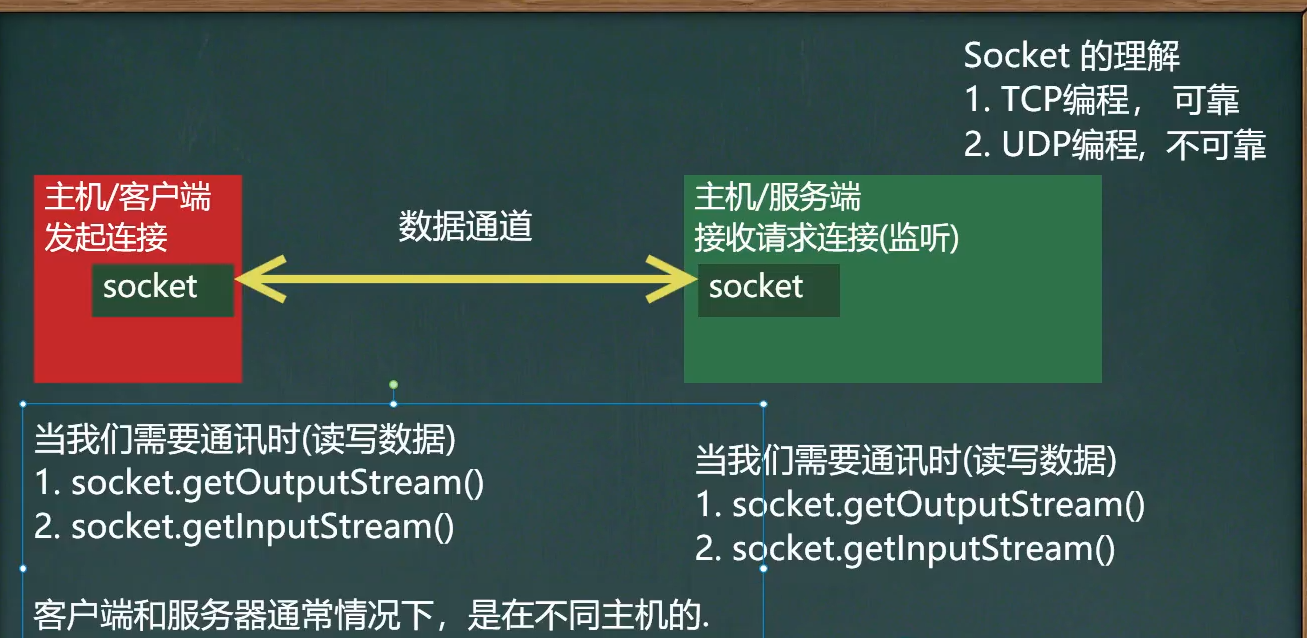 Socket 的理解
1. TCP编程， 可靠
2. UDP编程, 不可靠
主机/客户端
发起连接
socket
数据通道
主机/服务端
接收请求连接(监听)
socket
当我们需要通讯时(读写数据)
1. socket.getOutputStream()
2. socket.getInputStream()
客户端和服务器通常情况下，是在不同主机的.
当我们需要通讯时(读写数据)
1. socket.getOutputStream()
2. socket.getInputStream()